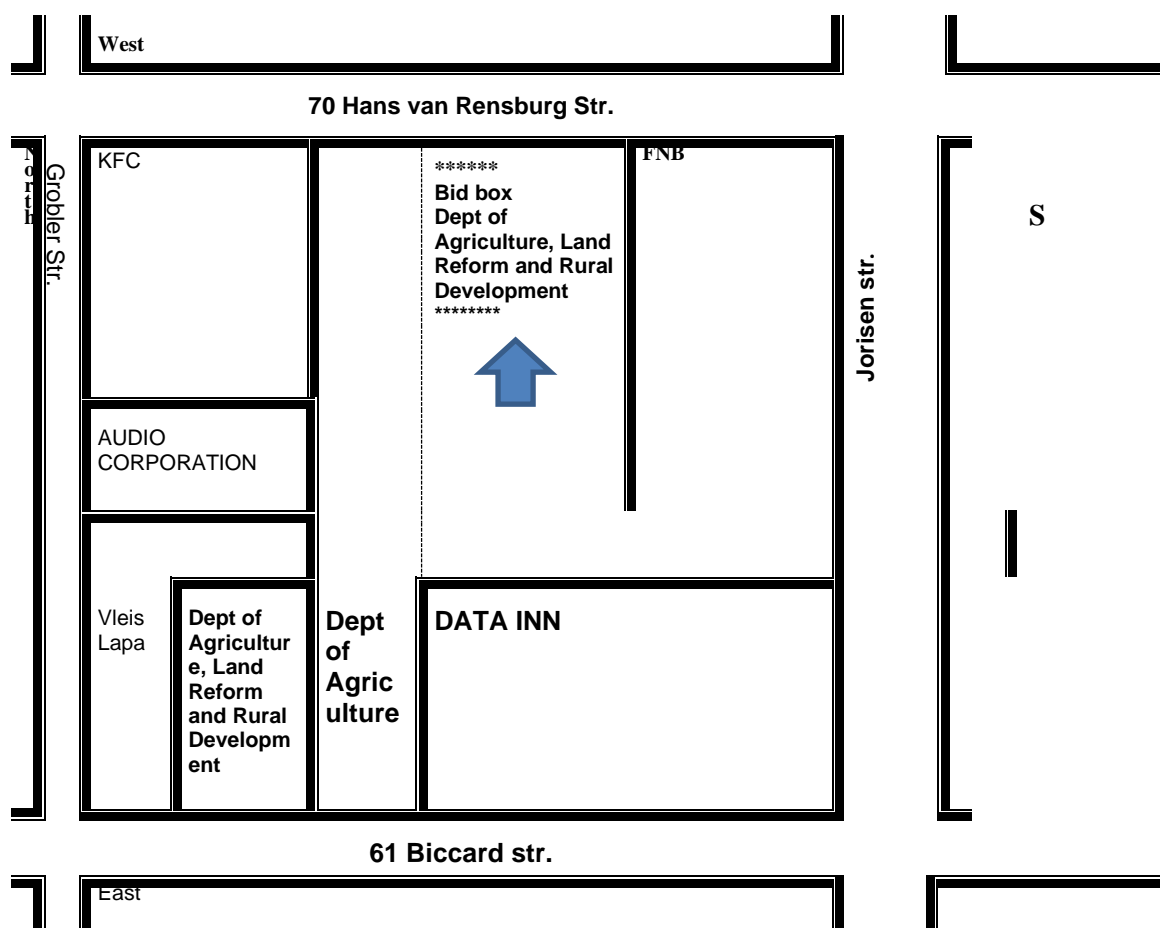 West
70 Hans van Rensburg Str.
North
Grobler Str.
KFC
******
Bid box
Dept of
Agriculture, Land
Reform and Rural
Development
********
FNB
S
Jorisen str.
AUDIO
CORPORATION
Vleis
Lapa
Dept of
Agricultur
e, Land
Reform
and Rural
Developm
ent
Dept
of
Agric
ulture
DATA INN
61 Biccard str.
East